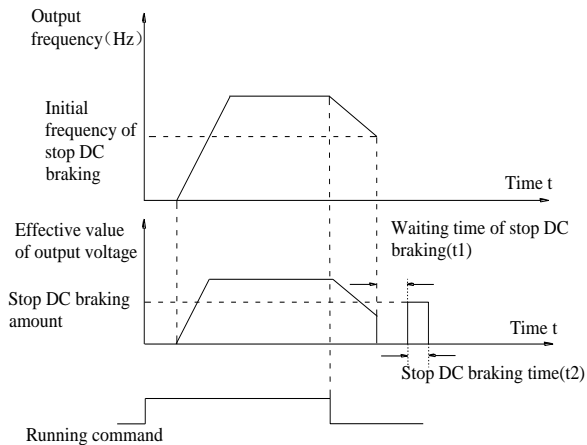 Output
frequency（Hz）
Initial
frequency of
stop DC
braking
Time t
Effective value
of output voltage
Waiting time of stop DC
braking(t1)
Stop DC braking
amount
Time t
Stop DC braking time(t2)
Running command